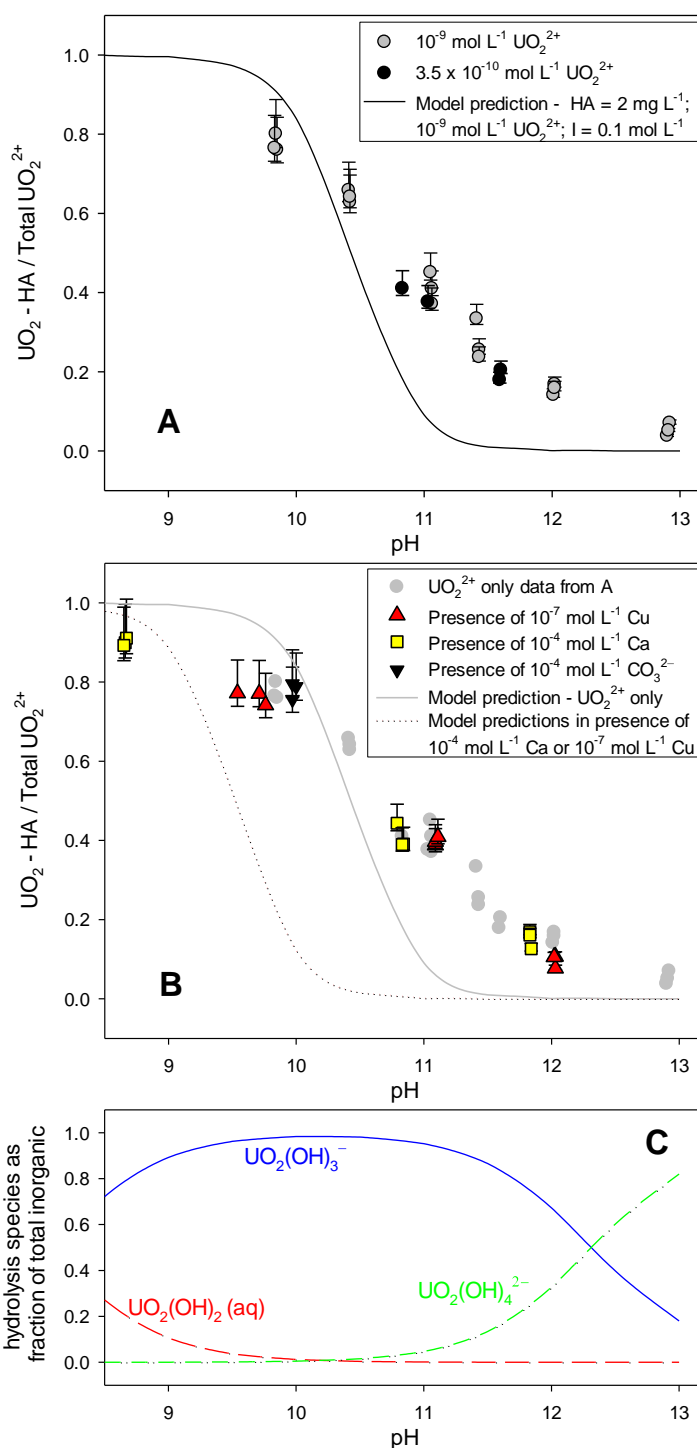 10⁻⁹ mol L⁻¹ UO₂²⁺
3.5 x 10⁻¹⁰ mol L⁻¹ UO₂²⁺
Model prediction - HA = 2 mg L⁻¹;
10⁻⁹ mol L⁻¹ UO₂²⁺; I = 0.1 mol L⁻¹
UO₂ - HA / Total UO₂²⁺
1.0
0.8
0.6
0.4
0.2
0.0
A
9 10 11 12 13
pH
UO₂²⁺ only data from A
Presence of 10⁻⁷ mol L⁻¹ Cu
Presence of 10⁻⁴ mol L⁻¹ Ca
Presence of 10⁻⁴ mol L⁻¹ CO₃²⁻
Model prediction - UO₂²⁺ only
Model predictions in presence of
10⁻⁴ mol L⁻¹ Ca or 10⁻⁷ mol L⁻¹ Cu
UO₂ - HA / Total UO₂²⁺
1.0
0.8
0.6
0.4
0.2
0.0
B
9 10 11 12 13
pH
hydrolysis species as
fraction of total inorganic
1.0
0.8
0.6
0.4
0.2
0.0
C
UO₂(OH)₃⁻
UO₂(OH)₂ (aq)
UO₂(OH)₄²⁻
9 10 11 12 13
pH